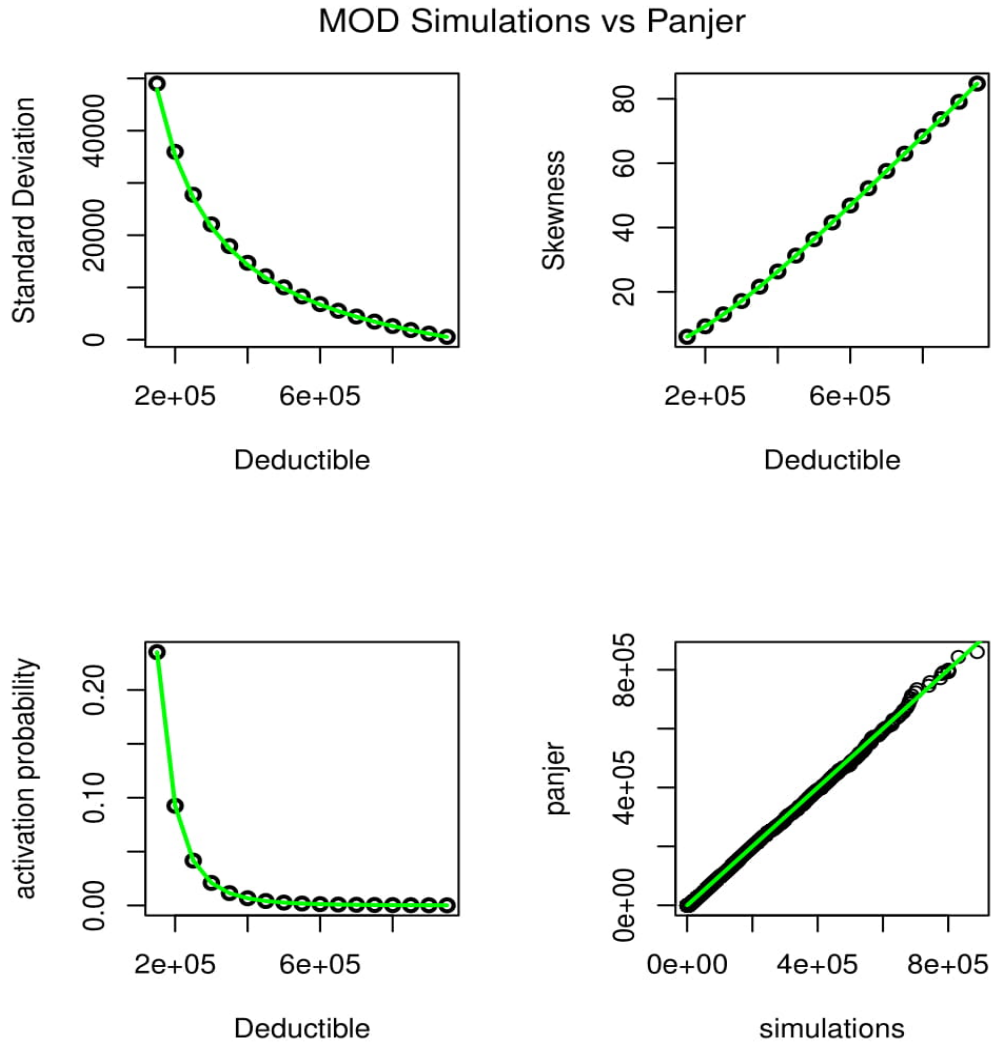 MOD Simulations vs Panjer
Standard Deviation
0
20000
40000
2e+05
6e+05
Deductible
Skewness
20
40
60
80
2e+05
6e+05
Deductible
activation probability
0.00
0.10
0.20
2e+05
6e+05
Deductible
panjer
0e+00
4e+05
8e+05
0e+00
4e+05
8e+05
simulations